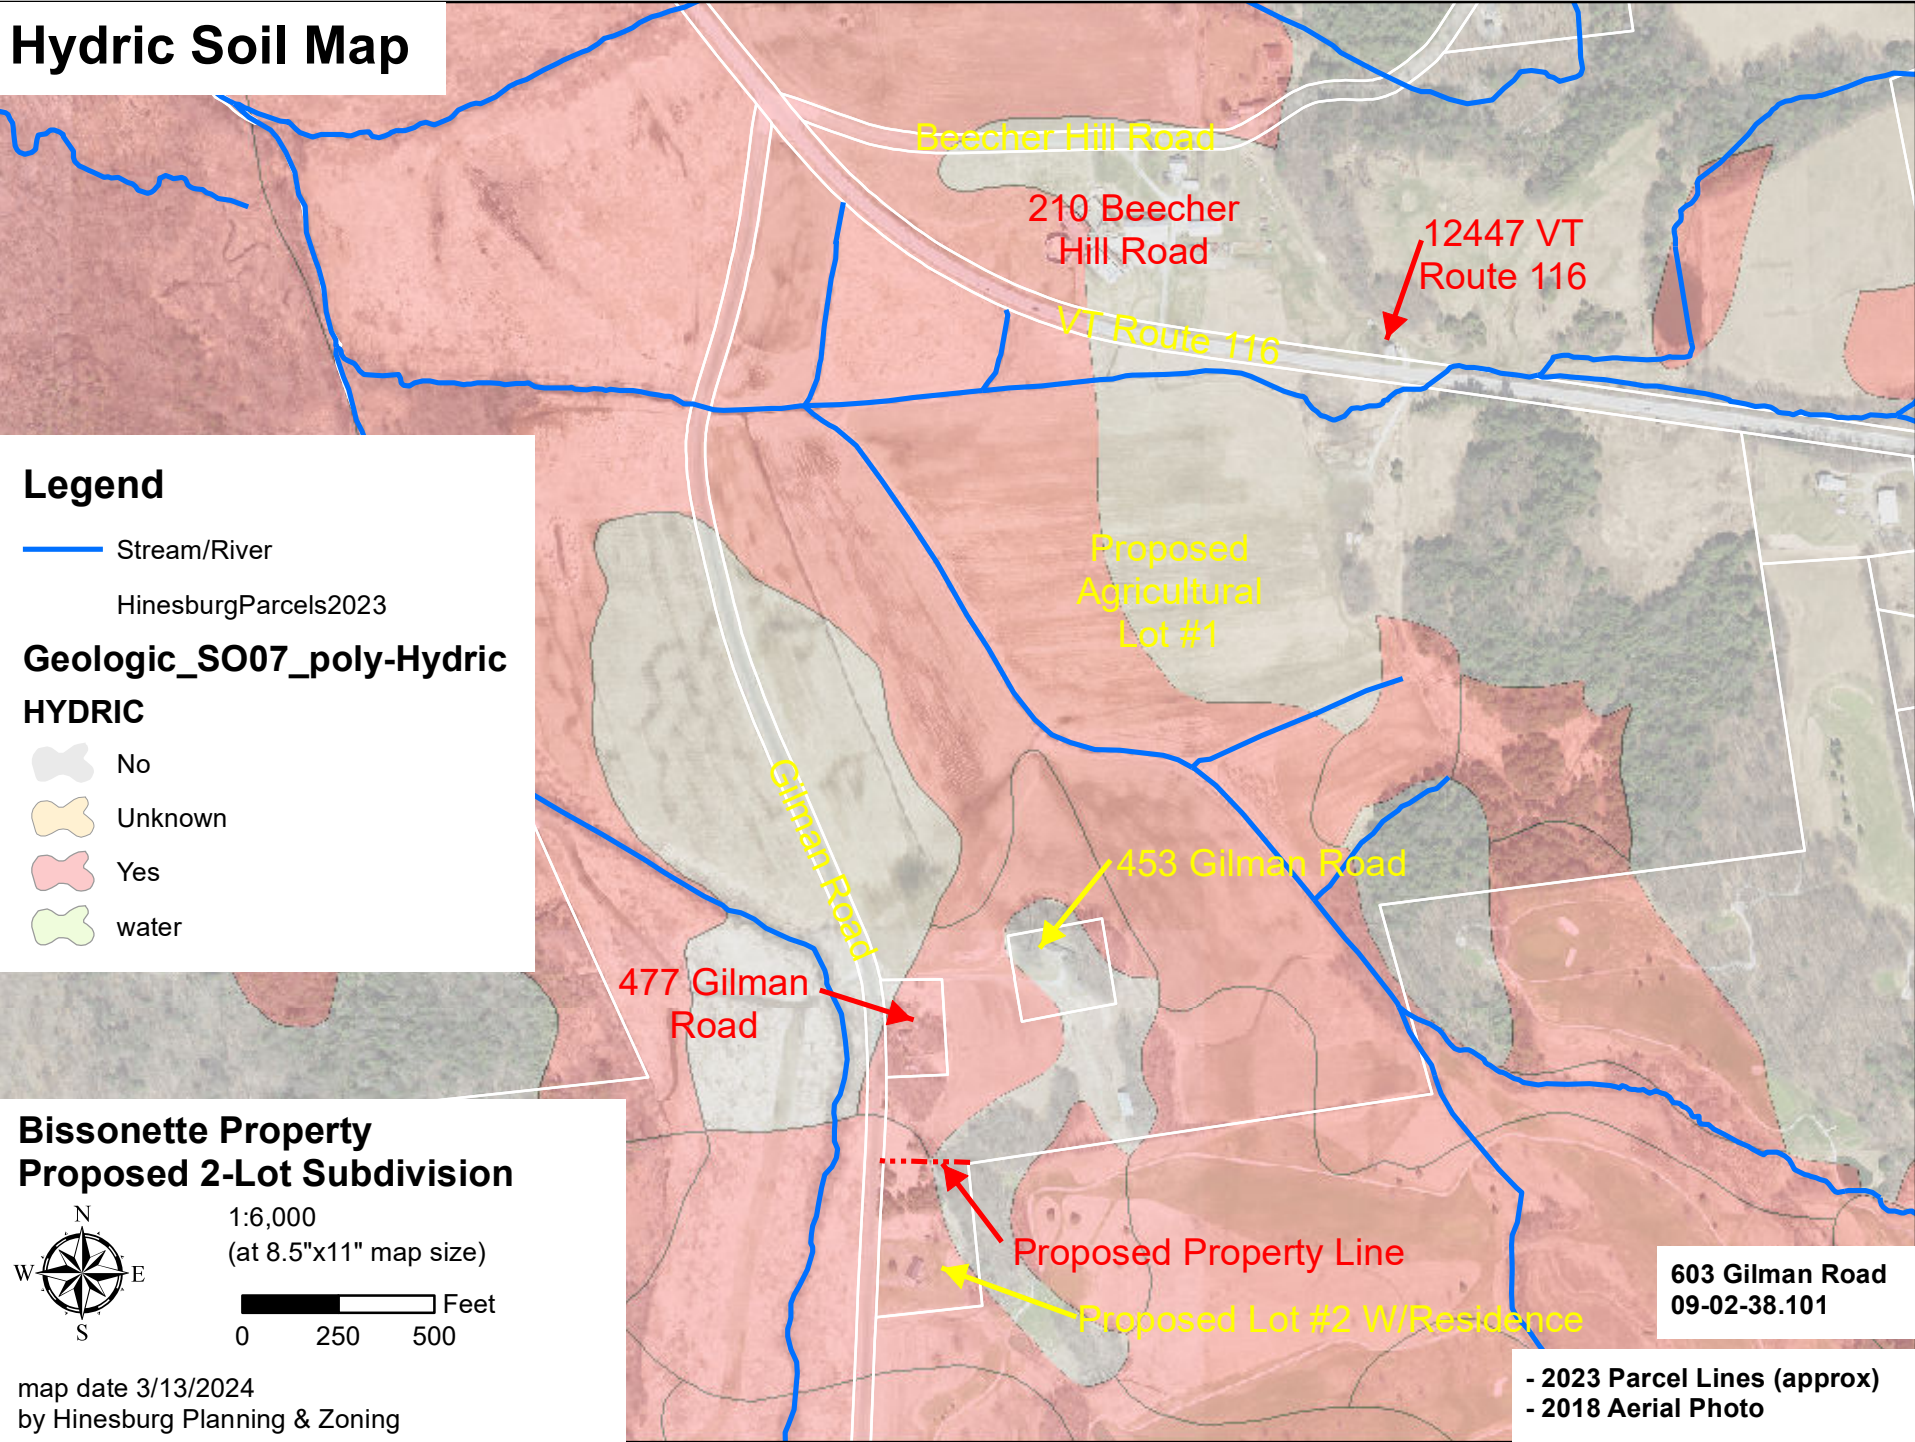 Hydric Soil Map
Beecher Hill Road
210 Beecher
Hill Road
12447 VT
Route 116
VT Route 116
Legend
Stream/River
HinesburgParcels2023
Geologic_SO07_poly-Hydric
HYDRIC
No
Unknown
Yes
water
Proposed
Agricultural
Lot #1
Gilman Road
453 Gilman Road
477 Gilman
Road
Bissonette Property
Proposed 2-Lot Subdivision
N
W
E
S
1:6,000
(at 8.5"x11" map size)
Feet
0 250 500
map date 3/13/2024
by Hinesburg Planning & Zoning
Proposed Property Line
Proposed Lot #2 W/Residence
603 Gilman Road
09-02-38.101
- 2023 Parcel Lines (approx)
- 2018 Aerial Photo